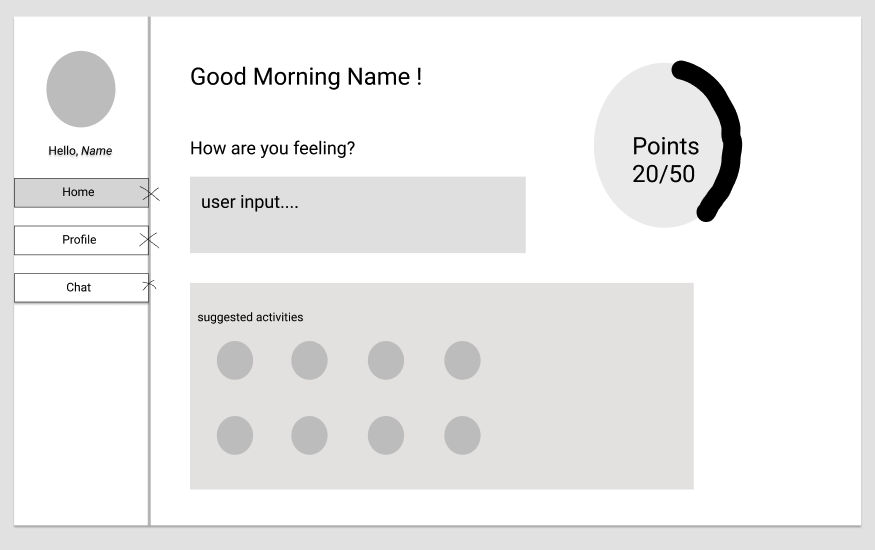 Hello, Name
Home
Profile
Chat
Good Morning Name !
How are you feeling?
user input....
Points
20/50
suggested activities